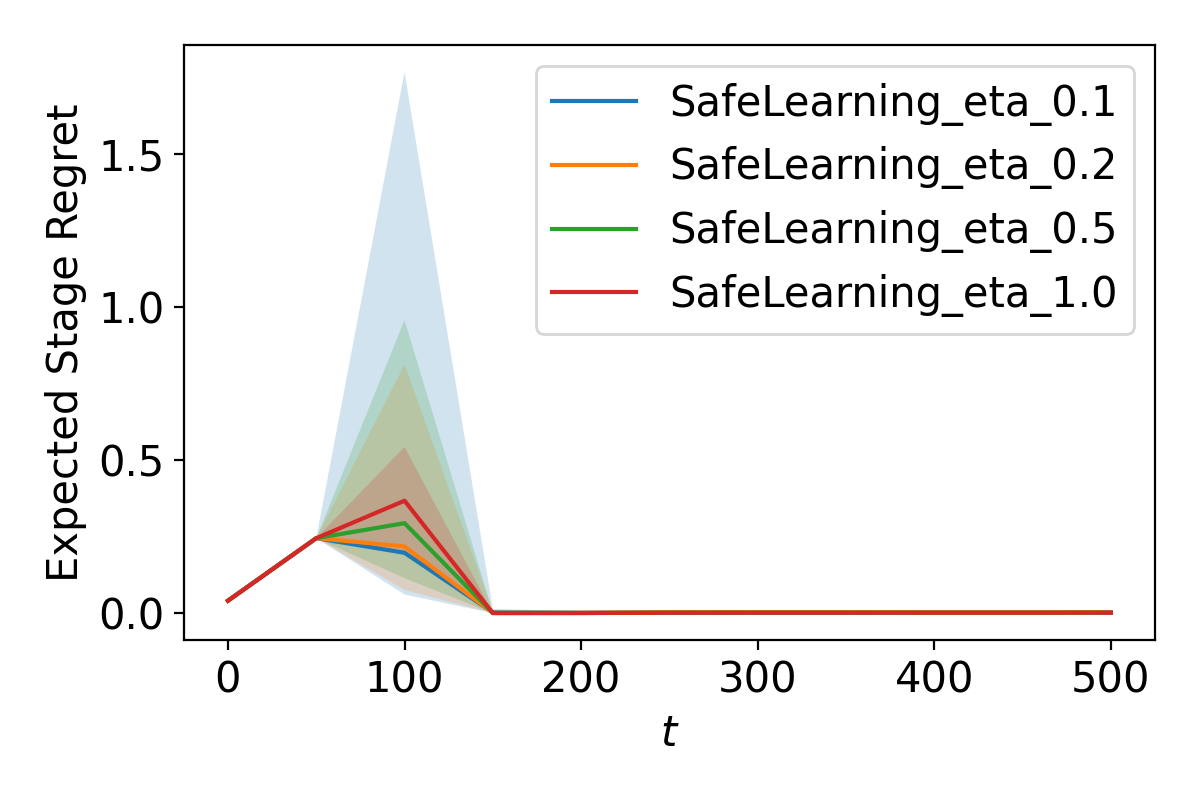 Expected Stage Regret
1.5
1.0
0.5
0.0
SafeLearning_eta_0.1
SafeLearning_eta_0.2
SafeLearning_eta_0.5
SafeLearning_eta_1.0
0 100 200 300 400 500
t